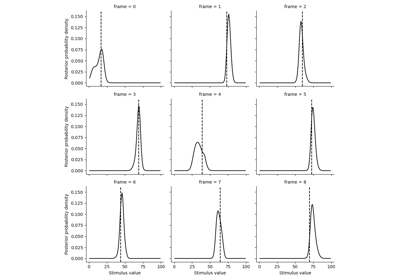 frame = 0
frame = 1
frame = 2
Posterior probability density
0.150
0.125
0.100
0.075
0.050
0.025
0.000
frame = 3
frame = 4
frame = 5
Posterior probability density
0.150
0.125
0.100
0.075
0.050
0.025
0.000
frame = 6
frame = 7
frame = 8
Posterior probability density
0.150
0.125
0.100
0.075
0.050
0.025
0.000
0 25 50 75 100
0 25 50 75 100
0 25 50 75 100
Stimulus value
Stimulus value
Stimulus value